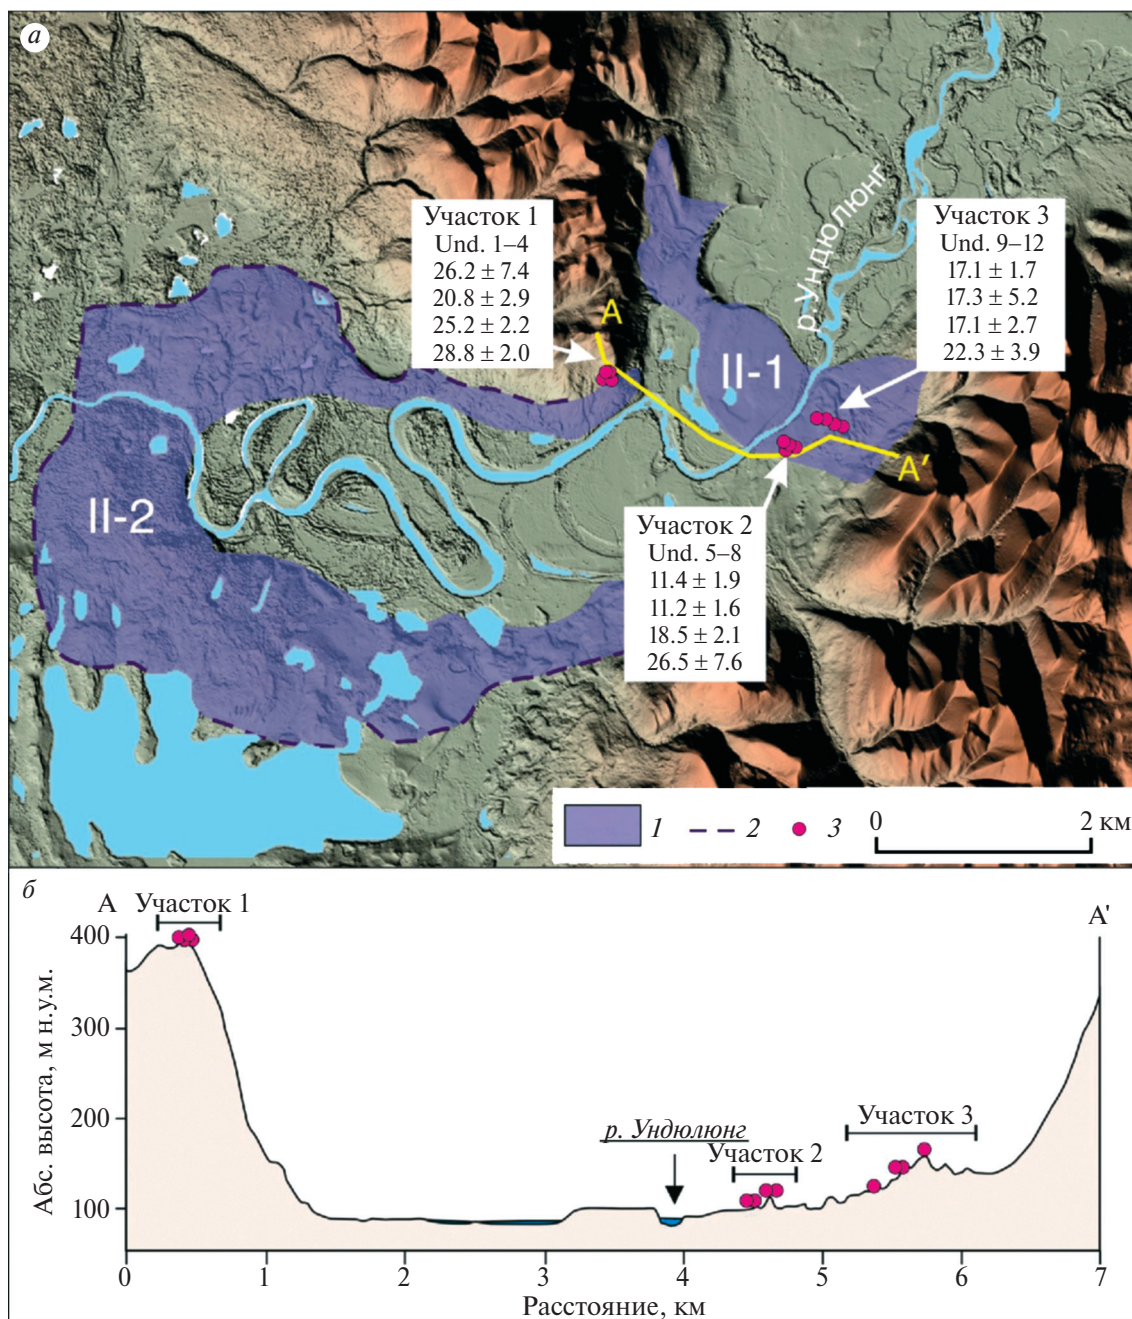 а
р. Ундюлюнг
Участок 1
Und. 1–4
26.2 ± 7.4
20.8 ± 2.9
25.2 ± 2.2
28.8 ± 2.0
Участок 3
Und. 9–12
17.1 ± 1.7
17.3 ± 5.2
17.1 ± 2.7
22.3 ± 3.9
A
II-1
A'
II-2
Участок 2
Und. 5–8
11.4 ± 1.9
11.2 ± 1.6
18.5 ± 2.1
26.5 ± 7.6
1
2
3
0
2 км
б
A
Участок 1
A'
400
300
200
100
Абс. высота, м н.у.м.
р. Ундюлюнг
Участок 2
Участок 3
0
1
2
3
4
5
6
7
Расстояние, км